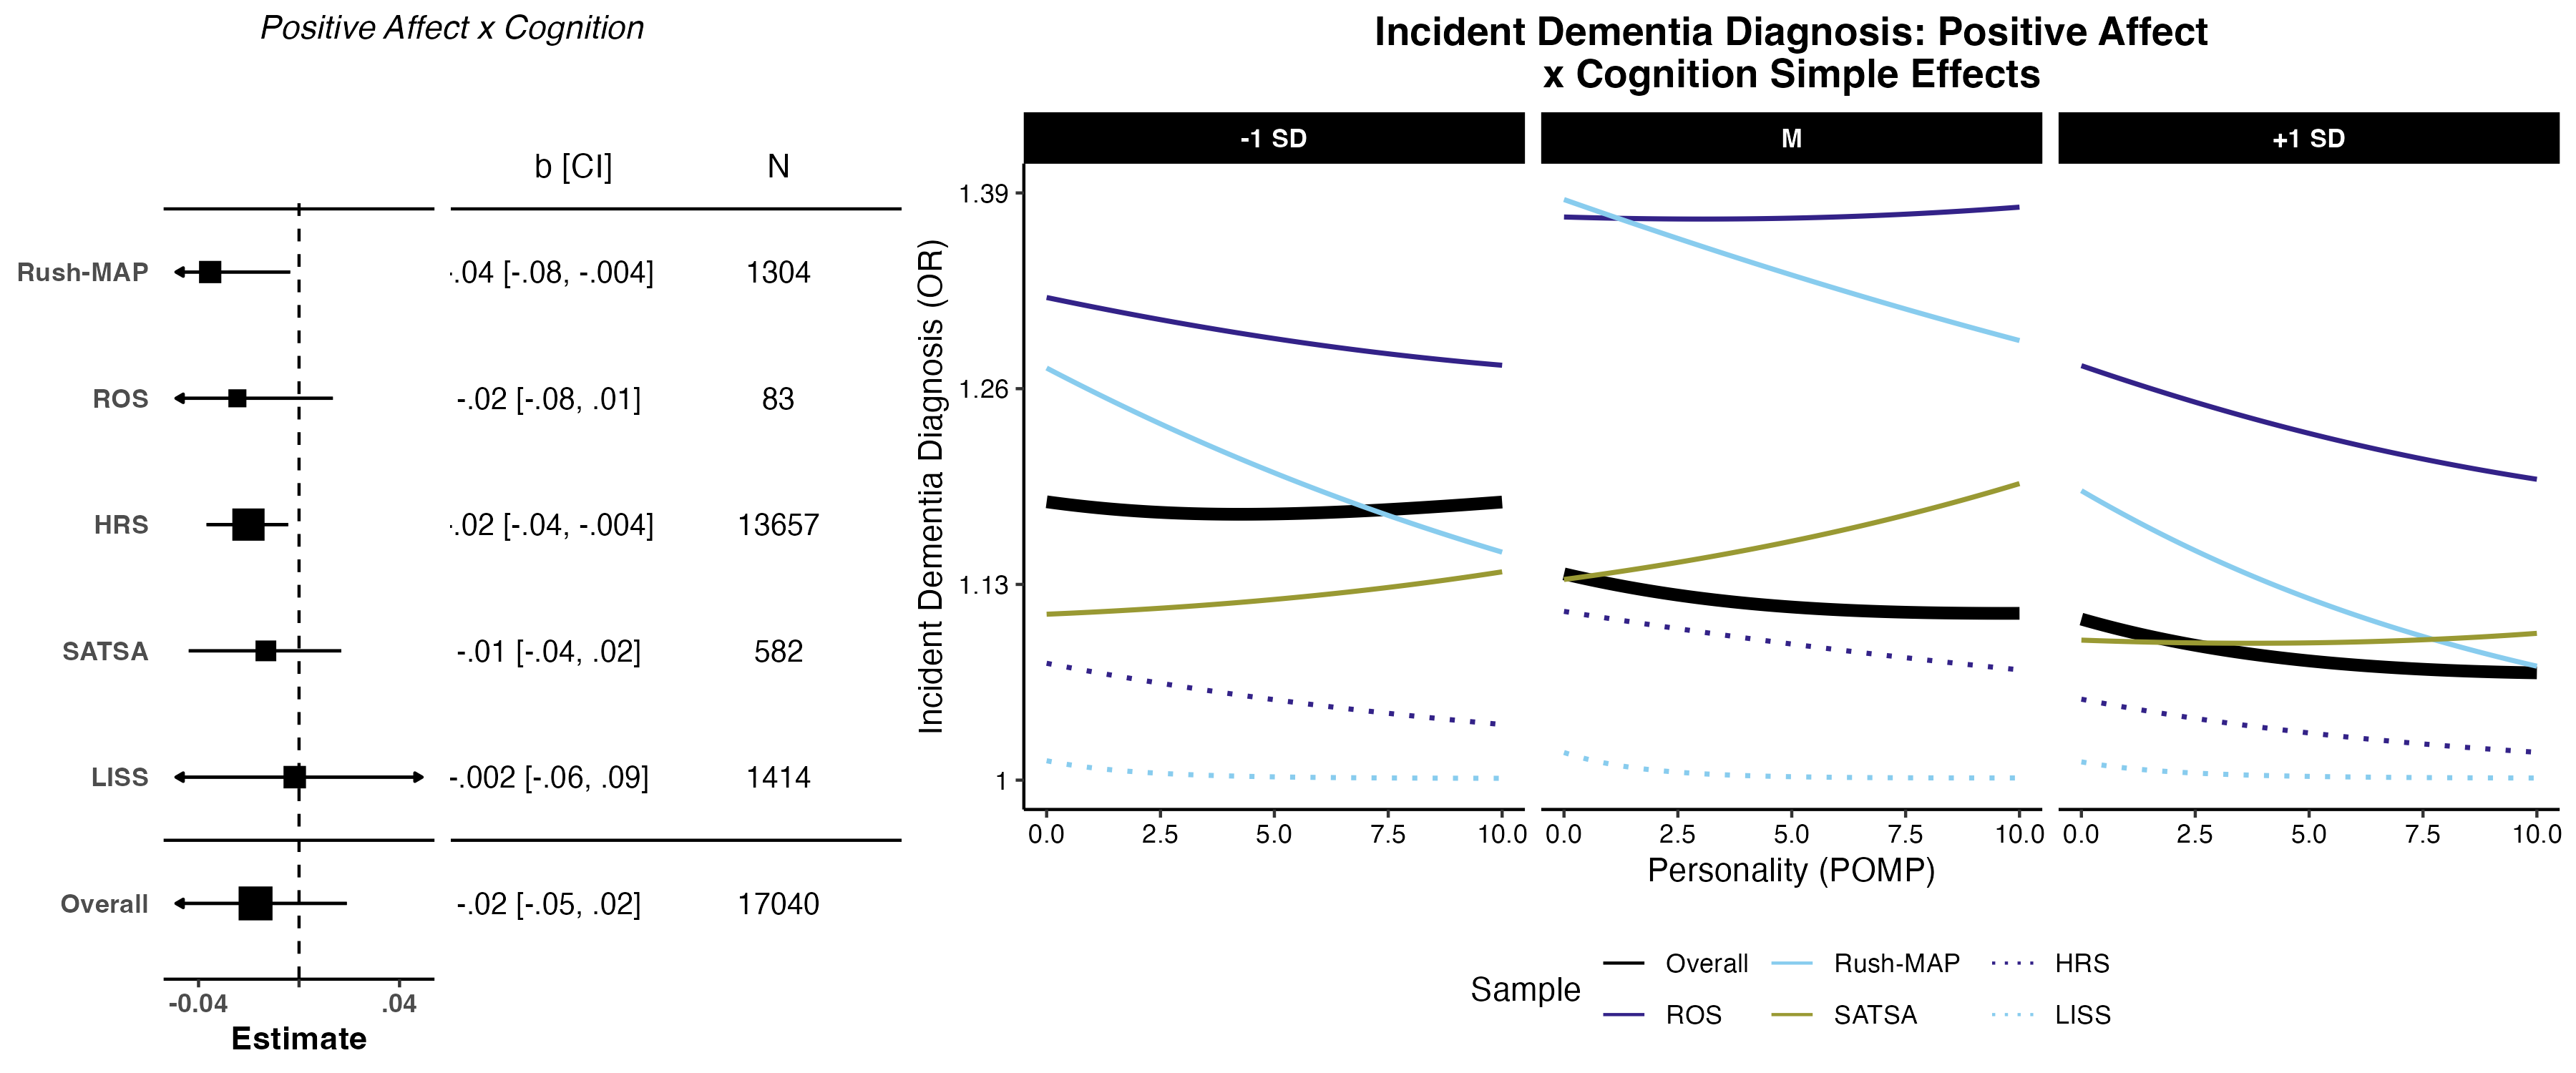 Positive Affect x Cognition
b [CI] N
Rush-MAP -.04 [-.08, -.004] 1304
ROS -.02 [-.08, .01] 83
HRS -.02 [-.04, -.004] 13657
SATSA -.01 [-.04, .02] 582
LISS -.002 [-.06, .09] 1414
Overall -.02 [-.05, .02] 17040
-0.04 .04
Estimate
Incident Dementia Diagnosis: Positive Affect
x Cognition Simple Effects
-1 SD M +1 SD
Incident Dementia Diagnosis (OR)
1.39
1.26
1.13
1
0.0 2.5 5.0 7.5 10.0 0.0 2.5 5.0 7.5 10.0 0.0 2.5 5.0 7.5 10.0
Personality (POMP)
Sample
Overall Rush-MAP HRS
ROS SATSA LISS